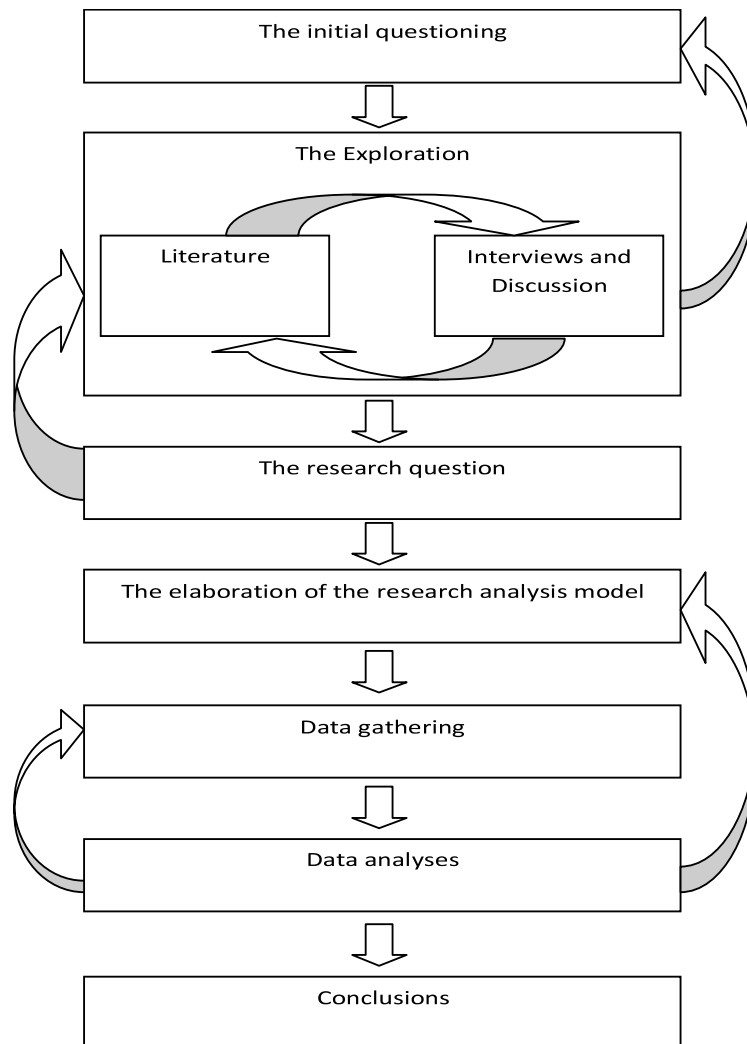 The initial questioning
The Exploration
Literature
Interviews and
Discussion
The research question
The elaboration of the research analysis model
Data gathering
Data analyses
Conclusions